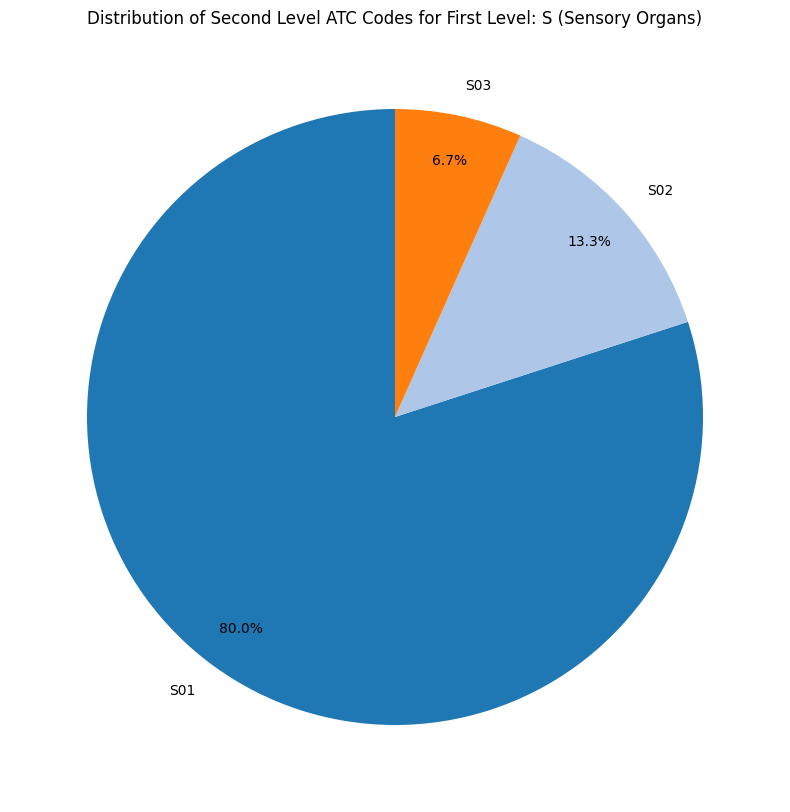 Distribution of Second Level ATC Codes for First Level: S (Sensory Organs)
S03
6.7%
S02
13.3%
80.0%
S01